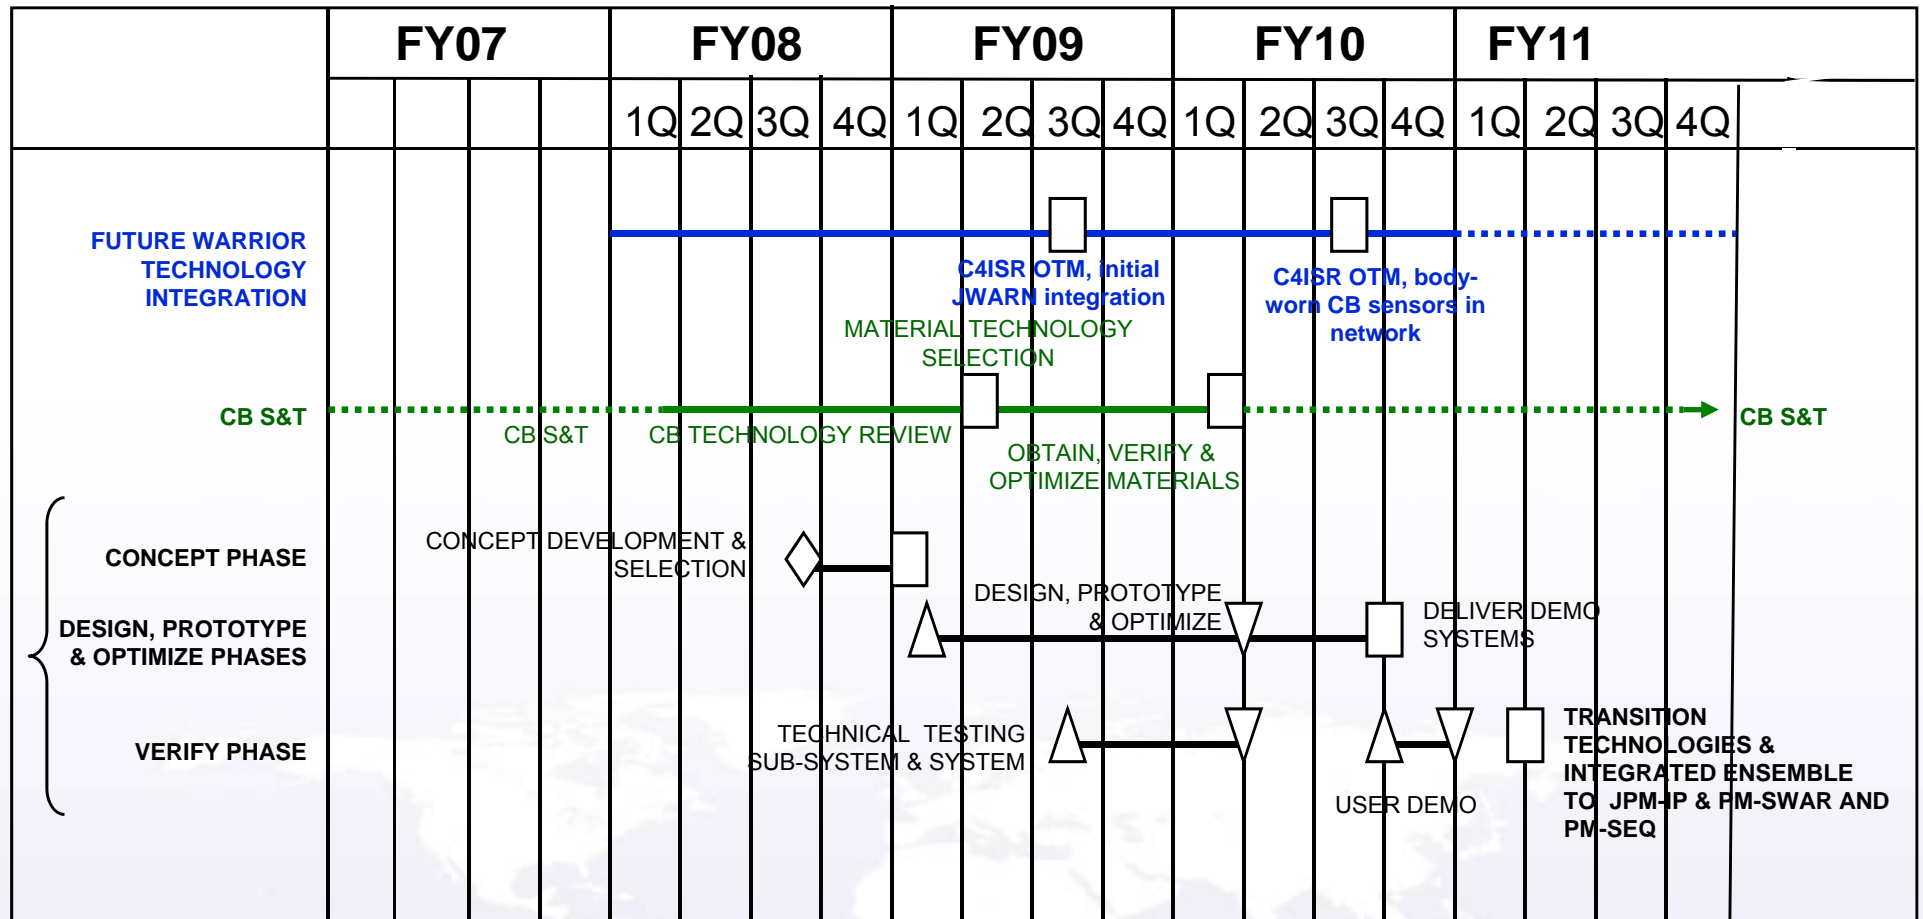 FY07 FY08 FY09 FY10 FY11
1Q 2Q 3Q 4Q 1Q 2Q 3Q 4Q 1Q 2Q 3Q 4Q 1Q 2Q 3Q 4Q
FUTURE WARRIOR
TECHNOLOGY
INTEGRATION
C4ISR OTM, initial
JWARN integration
C4ISR OTM, body-
worn CB sensors in
network
MATERIAL TECHNOLOGY
SELECTION
CB S&T
CB S&T
CB TECHNOLOGY REVIEW
OBTAIN, VERIFY &
OPTIMIZE MATERIALS
CB S&T
CONCEPT PHASE
CONCEPT DEVELOPMENT &
SELECTION
DESIGN, PROTOTYPE
& OPTIMIZE PHASES
DESIGN, PROTOTYPE
& OPTIMIZE
DELIVER DEMO
SYSTEMS
VERIFY PHASE
TECHNICAL TESTING
SUB-SYSTEM & SYSTEM
USER DEMO
TRANSITION
TECHNOLOGIES &
INTEGRATED ENSEMBLE
TO JPM-IP & PM-SWAR AND
PM-SEQ